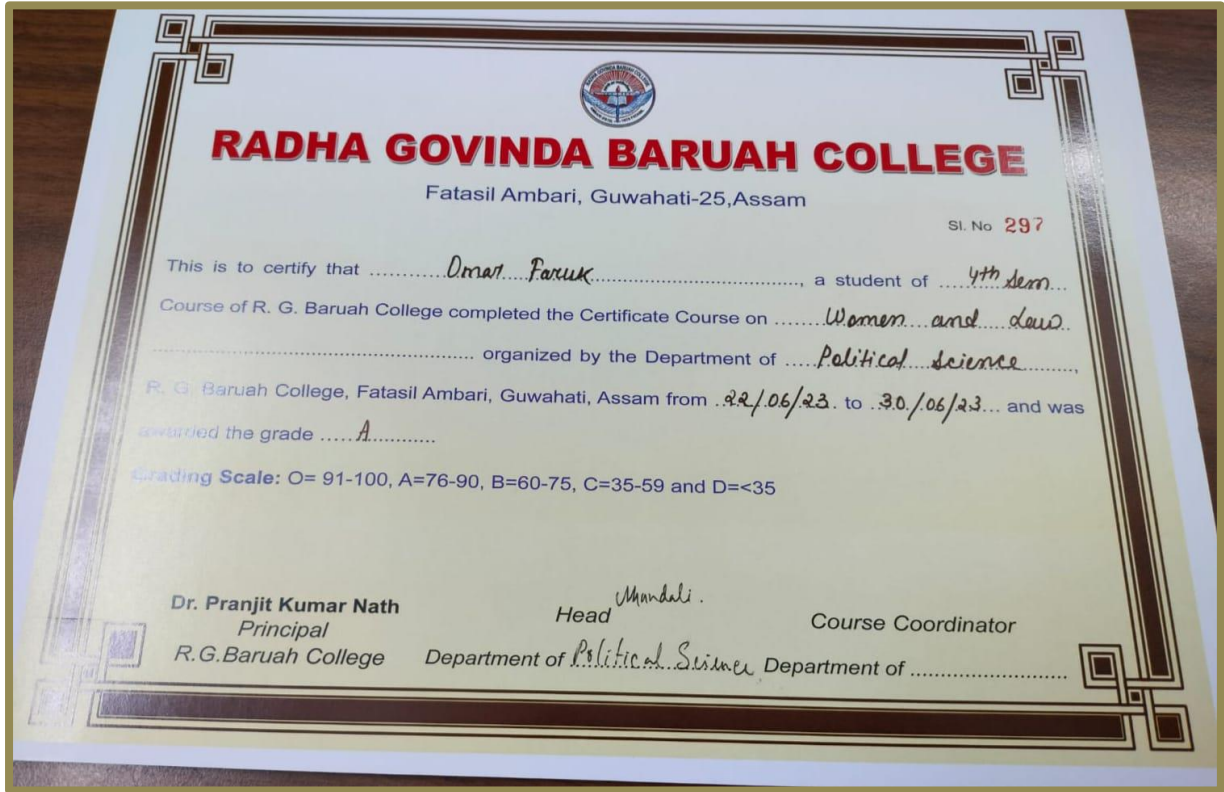 RADHA GOVINDA BARUAH COLLEGE
RADHA GOVINDA BARUAH COLLEGE
Fatasil Ambari, Guwahati-25,Assam
Sl. No 297
This is to certify that ..........Omar....Faruk..........................................., a student of ....4th Sem...
Course of R. G. Baruah College completed the Certificate Course on ........Women...and....Law..
................................................................ organized by the Department of .....Political...Science.........,
R. G. Baruah College, Fatasil Ambari, Guwahati, Assam from ..22/.06/23. to ..30./.06/23... and was
awarded the grade .....A............
Grading Scale: O= 91-100, A=76-90, B=60-75, C=35-59 and D=<35
Dr. Pranjit Kumar Nath
Principal
R.G.Baruah College
Head
Department of Political Science
Course Coordinator
Department of ..........................